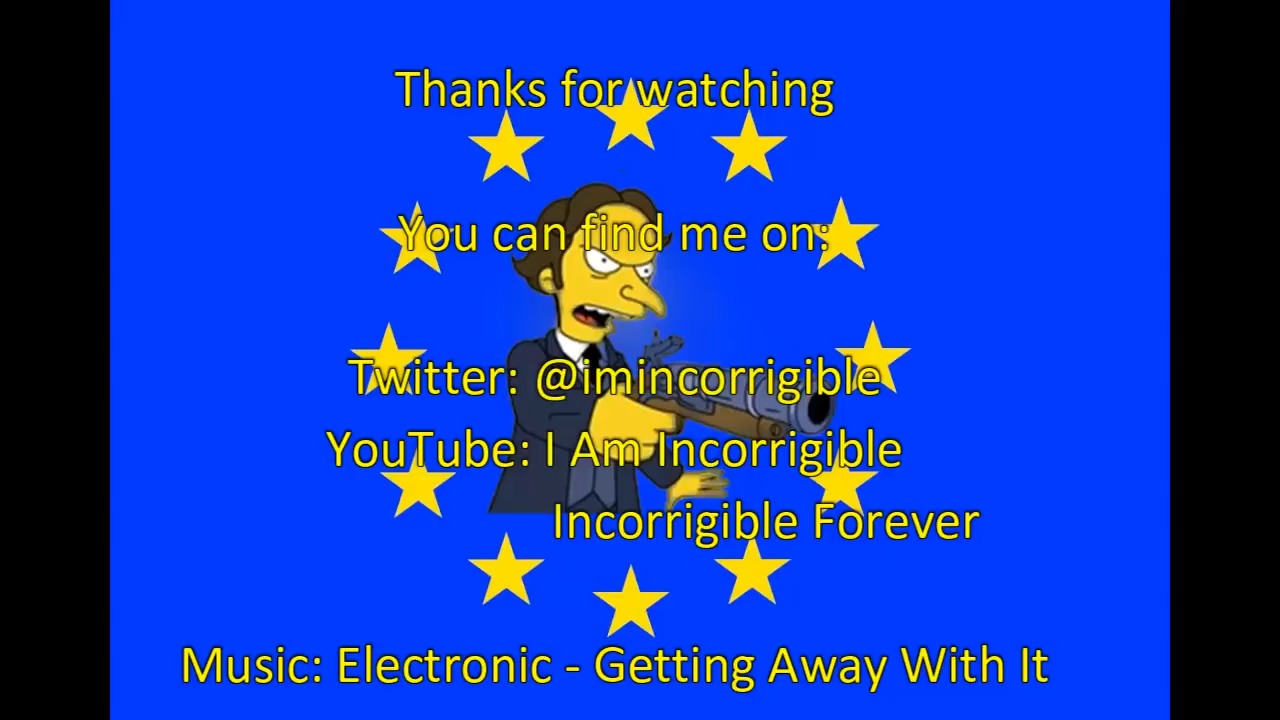 Thanks for watching
You can find me on:
Twitter: @imincorrigible
YouTube: I Am Incorrigible
Incorrigible Forever
Music: Electronic - Getting Away With It